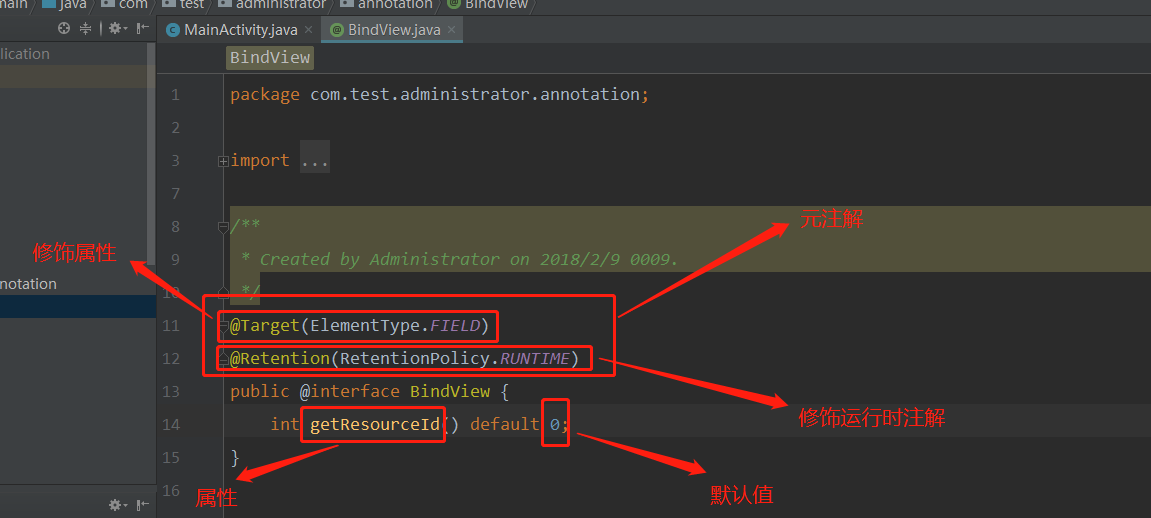 main java com test administrator annotation BindView
MainActivity.java × BindView.java ×
lication
BindView
1 package com.test.administrator.annotation;
2
3 import ...
7
8 /**
元注解
修饰属性
9 * Created by Administrator on 2018/2/9 0009.
notation
10 */
11 @Target(ElementType.FIELD)
12 @Retention(RetentionPolicy.RUNTIME)
13 public @interface BindView {
修饰运行时注解
14 int getResourceId() default 0;
15 }
16
属性
默认值